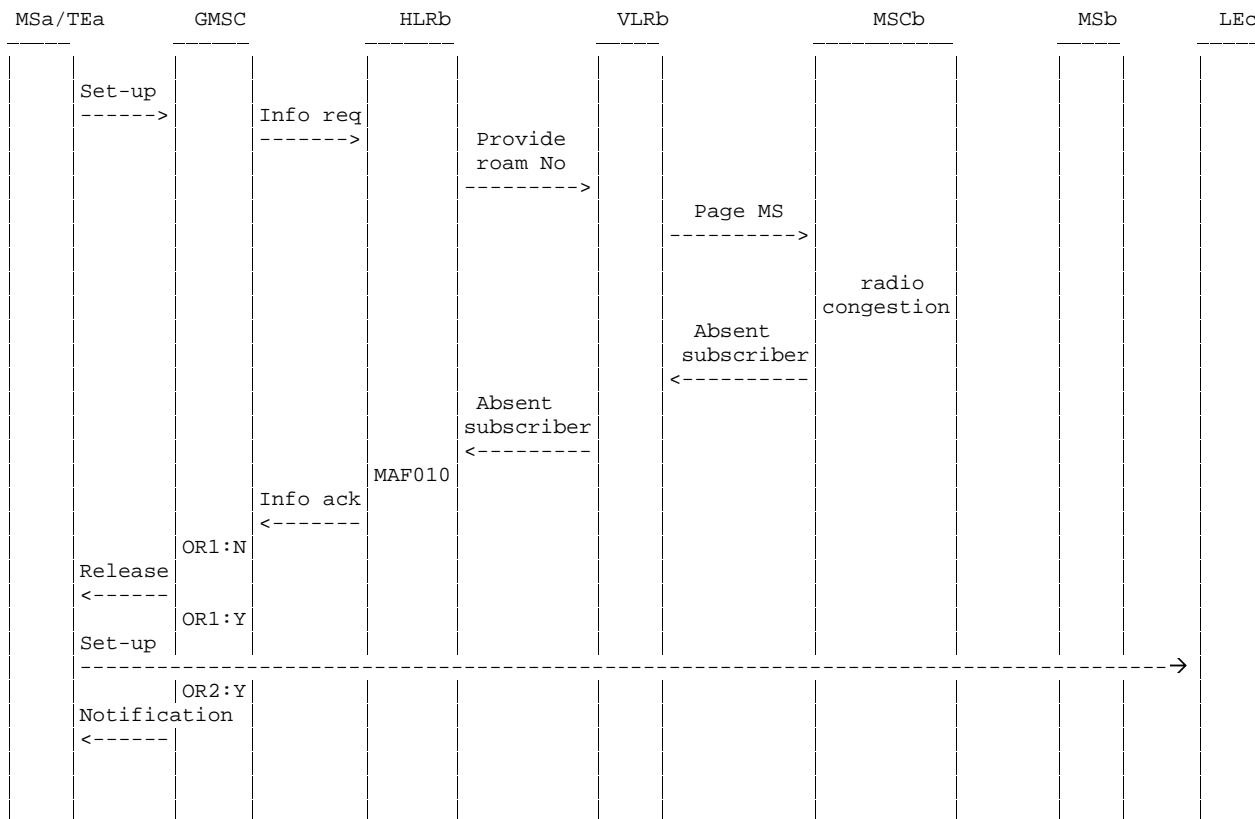 MSa/TEa GMSC HLRb VLRb MSCb MSb LEc
Set-up
------>
Info req
------->
Provide
roam No
--------->
Page MS
---------->
radio
congestion
Absent
subscriber
<----------
Absent
subscriber
<---------
MAF010
Info ack
<-------
OR1:N
Release
<------
OR1:Y
Set-up
------------------------------------------------------------------------------------------→
OR2:Y
Notification
<------